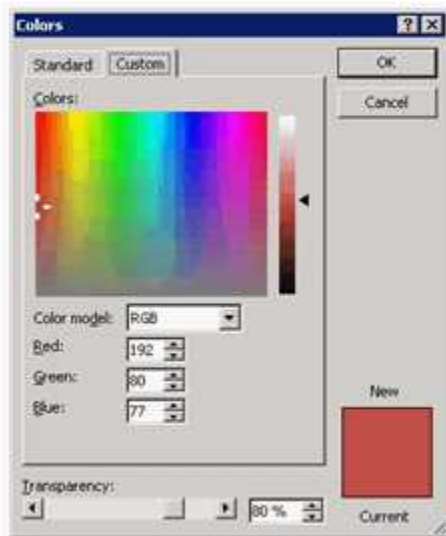 Colors
Standard Custom
OK
Colors:
Cancel
Color model: RGB
Red: 192
Green: 80
Blue: 77
New
Transparency:
80 %
Current